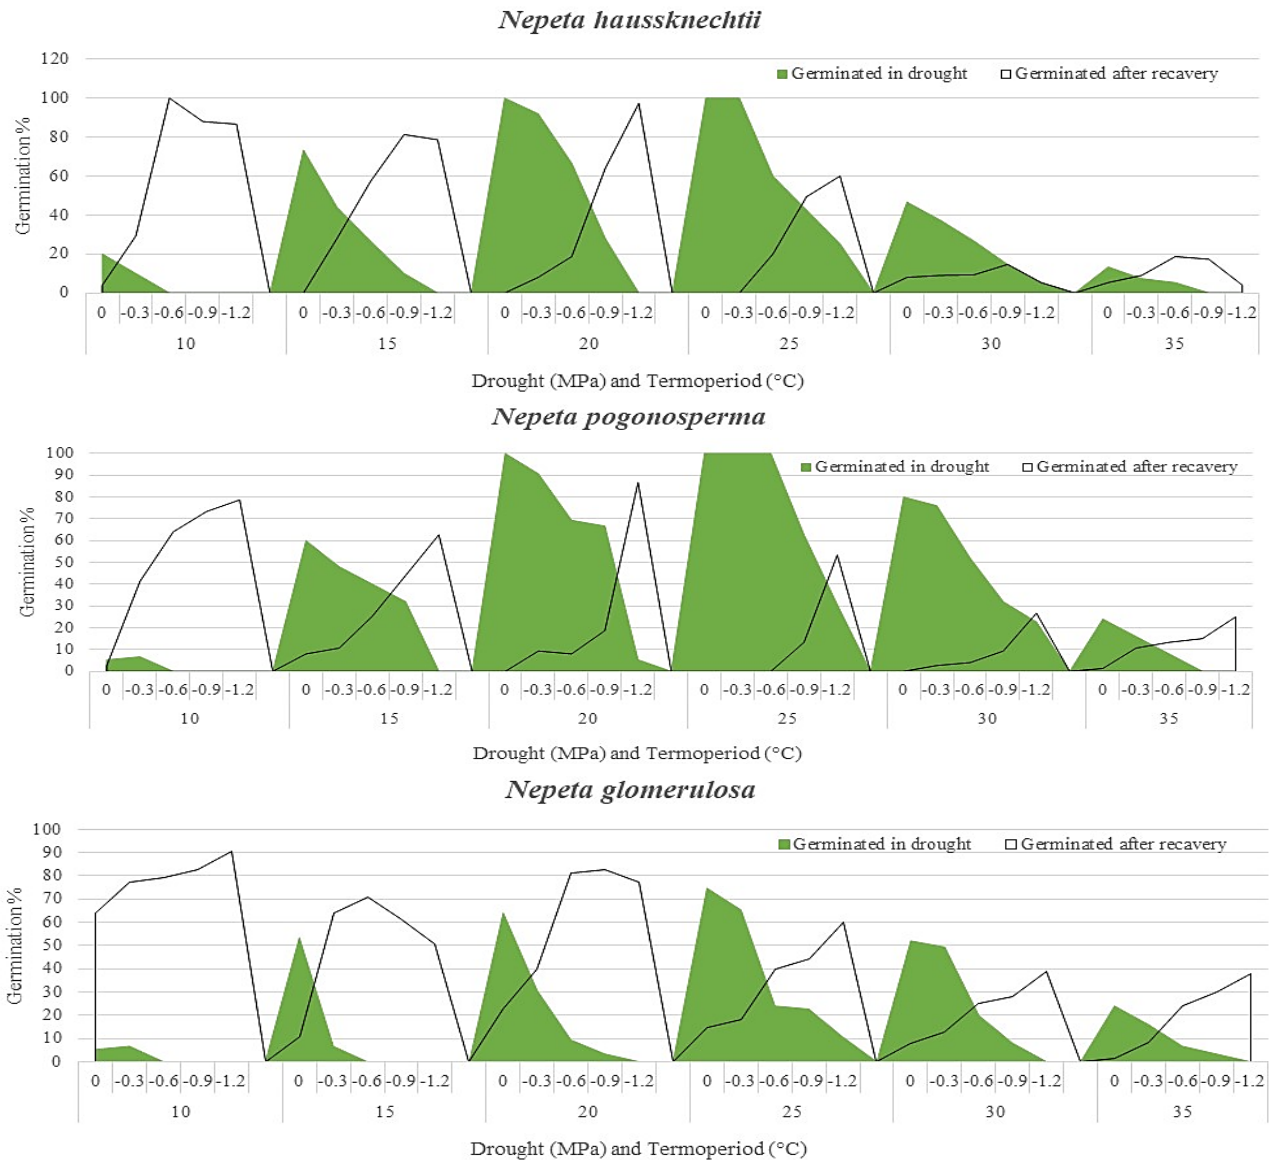 Nepeta haussknechtii
120
100
80
60
40
20
0
Germination%
Germinated in drought Germinated after recavery
0 -0.3 -0.6 -0.9 -1.2 0 -0.3 -0.6 -0.9 -1.2 0 -0.3 -0.6 -0.9 -1.2 0 -0.3 -0.6 -0.9 -1.2 0 -0.3 -0.6 -0.9 -1.2 0 -0.3 -0.6 -0.9 -1.2
10 15 20 25 30 35
Drought (MPa) and Termoperiod (°C)
Nepeta pogonosperma
100
90
80
70
60
50
40
30
20
10
0
Germination%
Germinated in drought Germinated after recavery
0 -0.3 -0.6 -0.9 -1.2 0 -0.3 -0.6 -0.9 -1.2 0 -0.3 -0.6 -0.9 -1.2 0 -0.3 -0.6 -0.9 -1.2 0 -0.3 -0.6 -0.9 -1.2 0 -0.3 -0.6 -0.9 -1.2
10 15 20 25 30 35
Drought (MPa) and Termoperiod (°C)
Nepeta glomerulosa
100
90
80
70
60
50
40
30
20
10
0
Germination%
Germinated in drought Germinated after recavery
0 -0.3 -0.6 -0.9 -1.2 0 -0.3 -0.6 -0.9 -1.2 0 -0.3 -0.6 -0.9 -1.2 0 -0.3 -0.6 -0.9 -1.2 0 -0.3 -0.6 -0.9 -1.2 0 -0.3 -0.6 -0.9 -1.2
10 15 20 25 30 35
Drought (MPa) and Termoperiod (°C)